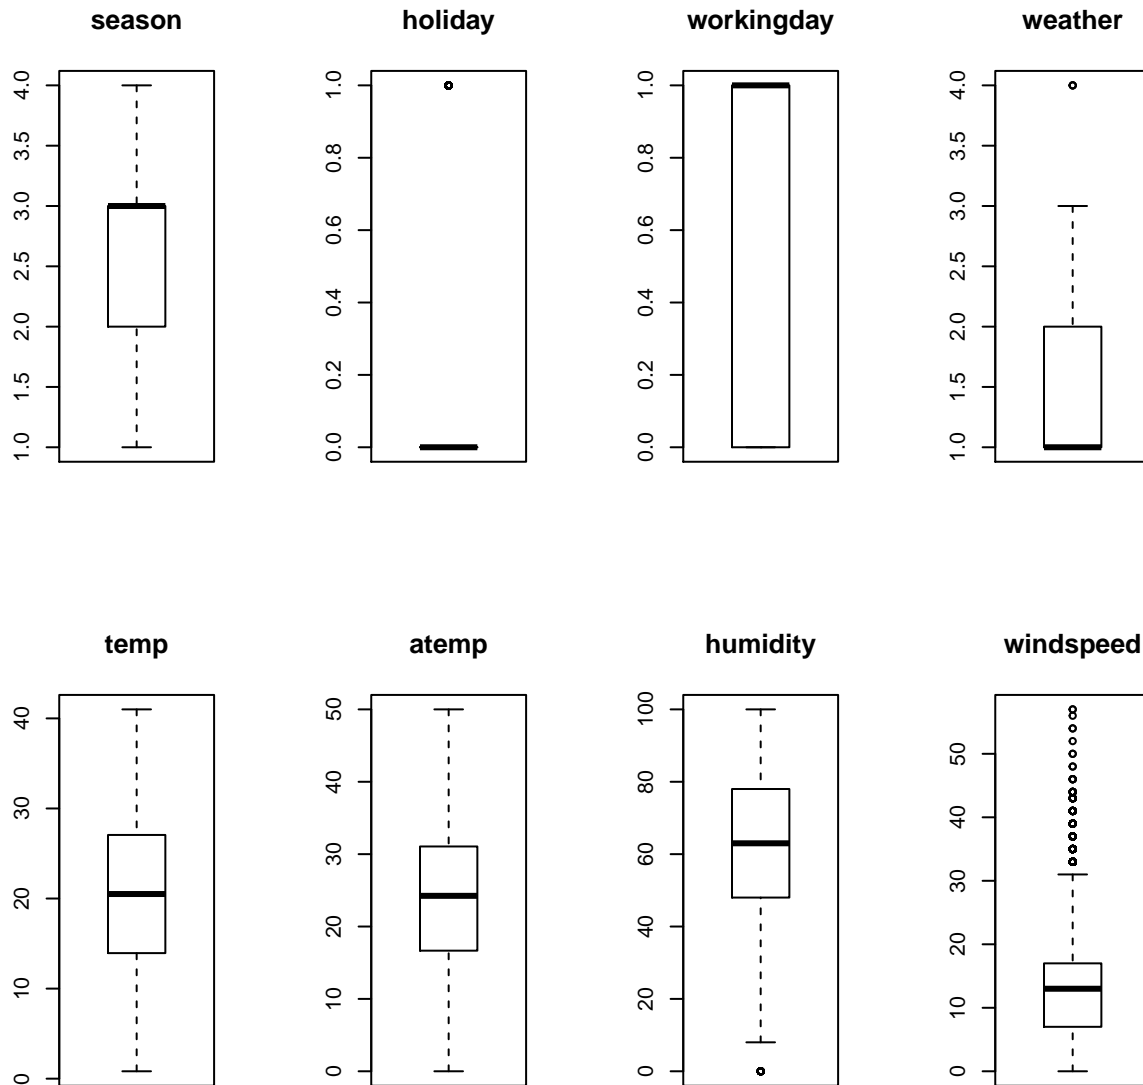 season holiday workingday weather
1.0 1.5 2.0 2.5 3.0 3.5 4.0
0.0 0.2 0.4 0.6 0.8 1.0
0.0 0.2 0.4 0.6 0.8 1.0
1.0 1.5 2.0 2.5 3.0 3.5 4.0
temp atemp humidity windspeed
0 10 20 30 40
0 10 20 30 40 50
0 20 40 60 80 100
0 10 20 30 40 50